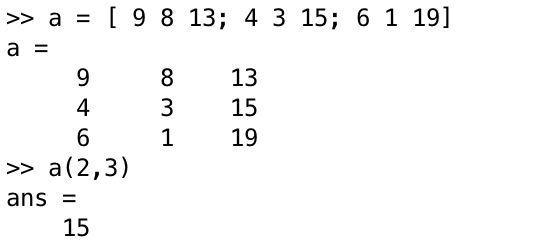 >> a = [ 9 8 13; 4 3 15; 6 1 19]
a =
9 8 13
4 3 15
6 1 19
>> a(2,3)
ans =
15